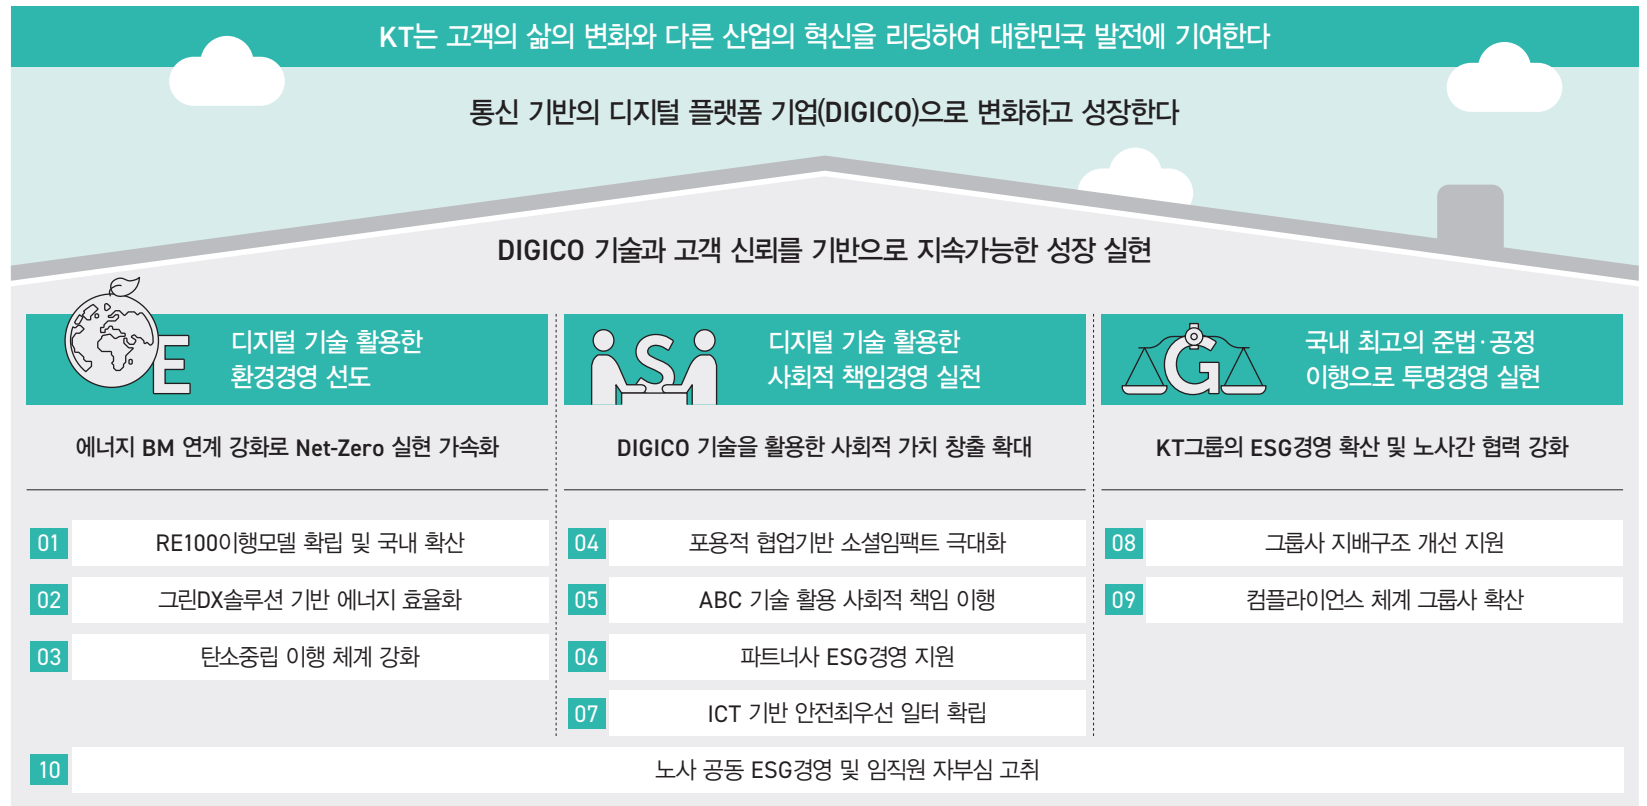 KT는 고객의 삶의 변화와 다른 산업의 혁신을 리딩하여 대한민국 발전에 기여한다
통신 기반의 디지털 플랫폼 기업(DIGICO)으로 변화하고 성장한다
DIGICO 기술과 고객 신뢰를 기반으로 지속가능한 성장 실현
E
디지털 기술 활용한
환경경영 선도
에너지 BM 연계 강화로 Net-Zero 실현 가속화
01 RE100이행모델 확립 및 국내 확산
02 그린DX솔루션 기반 에너지 효율화
03 탄소중립 이행 체계 강화
S
디지털 기술 활용한
사회적 책임경영 실천
DIGICO 기술을 활용한 사회적 가치 창출 확대
04 포용적 협업기반 소셜임팩트 극대화
05 ABC 기술 활용 사회적 책임 이행
06 파트너사 ESG경영 지원
07 ICT 기반 안전최우선 일터 확립
G
국내 최고의 준법·공정
이행으로 투명경영 실현
KT그룹의 ESG경영 확산 및 노사간 협력 강화
08 그룹사 지배구조 개선 지원
09 컴플라이언스 체계 그룹사 확산
10 노사 공동 ESG경영 및 임직원 자부심 고취